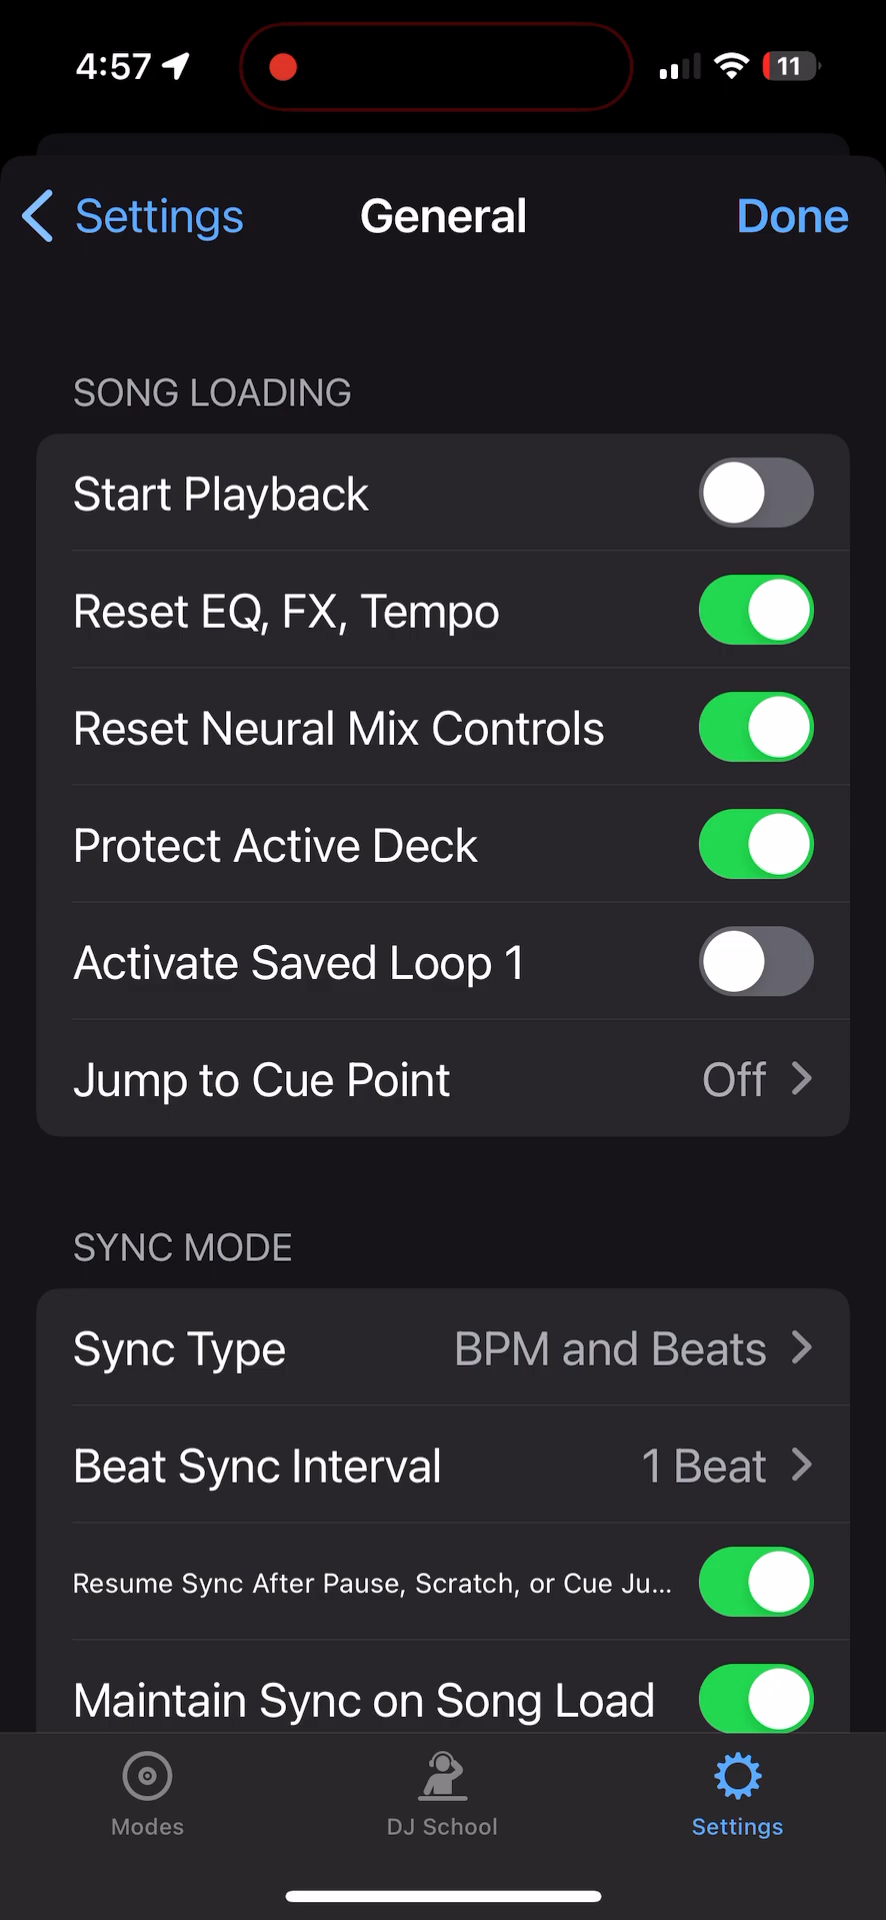 4:57
11
Settings
General
Done
SONG LOADING
Start Playback
Reset EQ, FX, Tempo
Reset Neural Mix Controls
Protect Active Deck
Activate Saved Loop 1
Jump to Cue Point Off
SYNC MODE
Sync Type BPM and Beats
Beat Sync Interval 1 Beat
Resume Sync After Pause, Scratch, or Cue Ju...
Maintain Sync on Song Load
Modes
DJ School
Settings